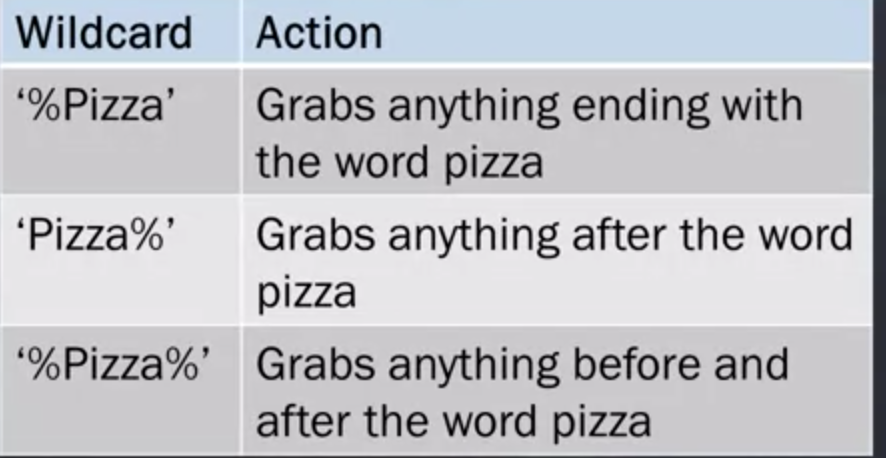 Wildcard Action
‘%Pizza’ Grabs anything ending with
the word pizza
‘Pizza%’ Grabs anything after the word
pizza
‘%Pizza%’ Grabs anything before and
after the word pizza